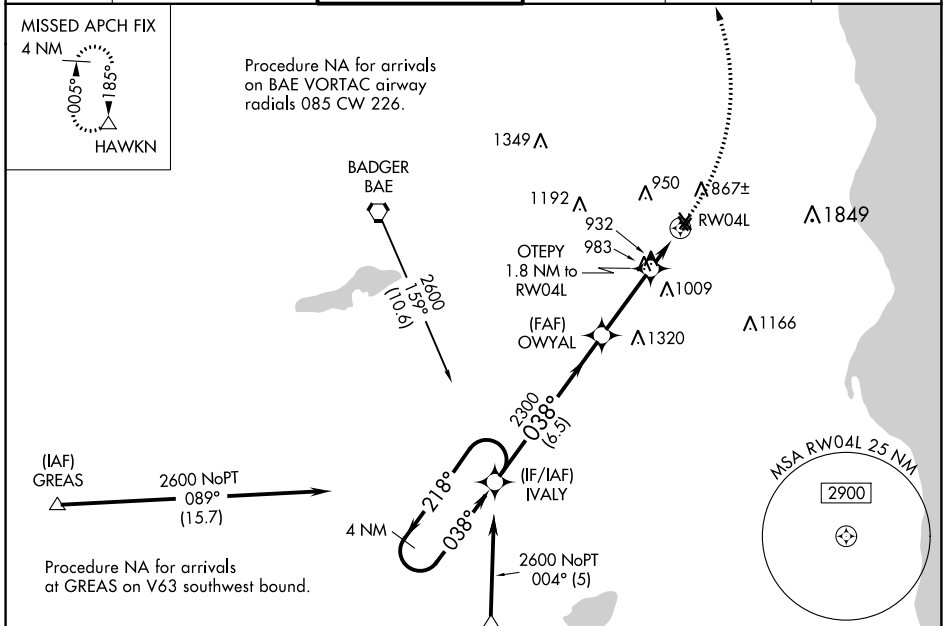 MISSED APCH FIX
4 NM
005°
185°
HAWKN
Procedure NA for arrivals
on BAE VORTAC airway
radials 085 CW 226.
1349
BADGER
BAE
1192
950
867±
RW04L
1849
932
983
OTEPY
1.8 NM to
RW04L
1009
2600
159°
(10.6)
(FAF)
OWYAL
1320
1166
2300
038°
(6.5)
(IAF)
GREAS
2600 NoPT
089°
(15.7)
218°
038°
4 NM
(IF/IAF)
IVALY
MSA RW04L 25 NM
2900
Procedure NA for arrivals
at GREAS on V63 southwest bound.
2600 NoPT
004° (5)